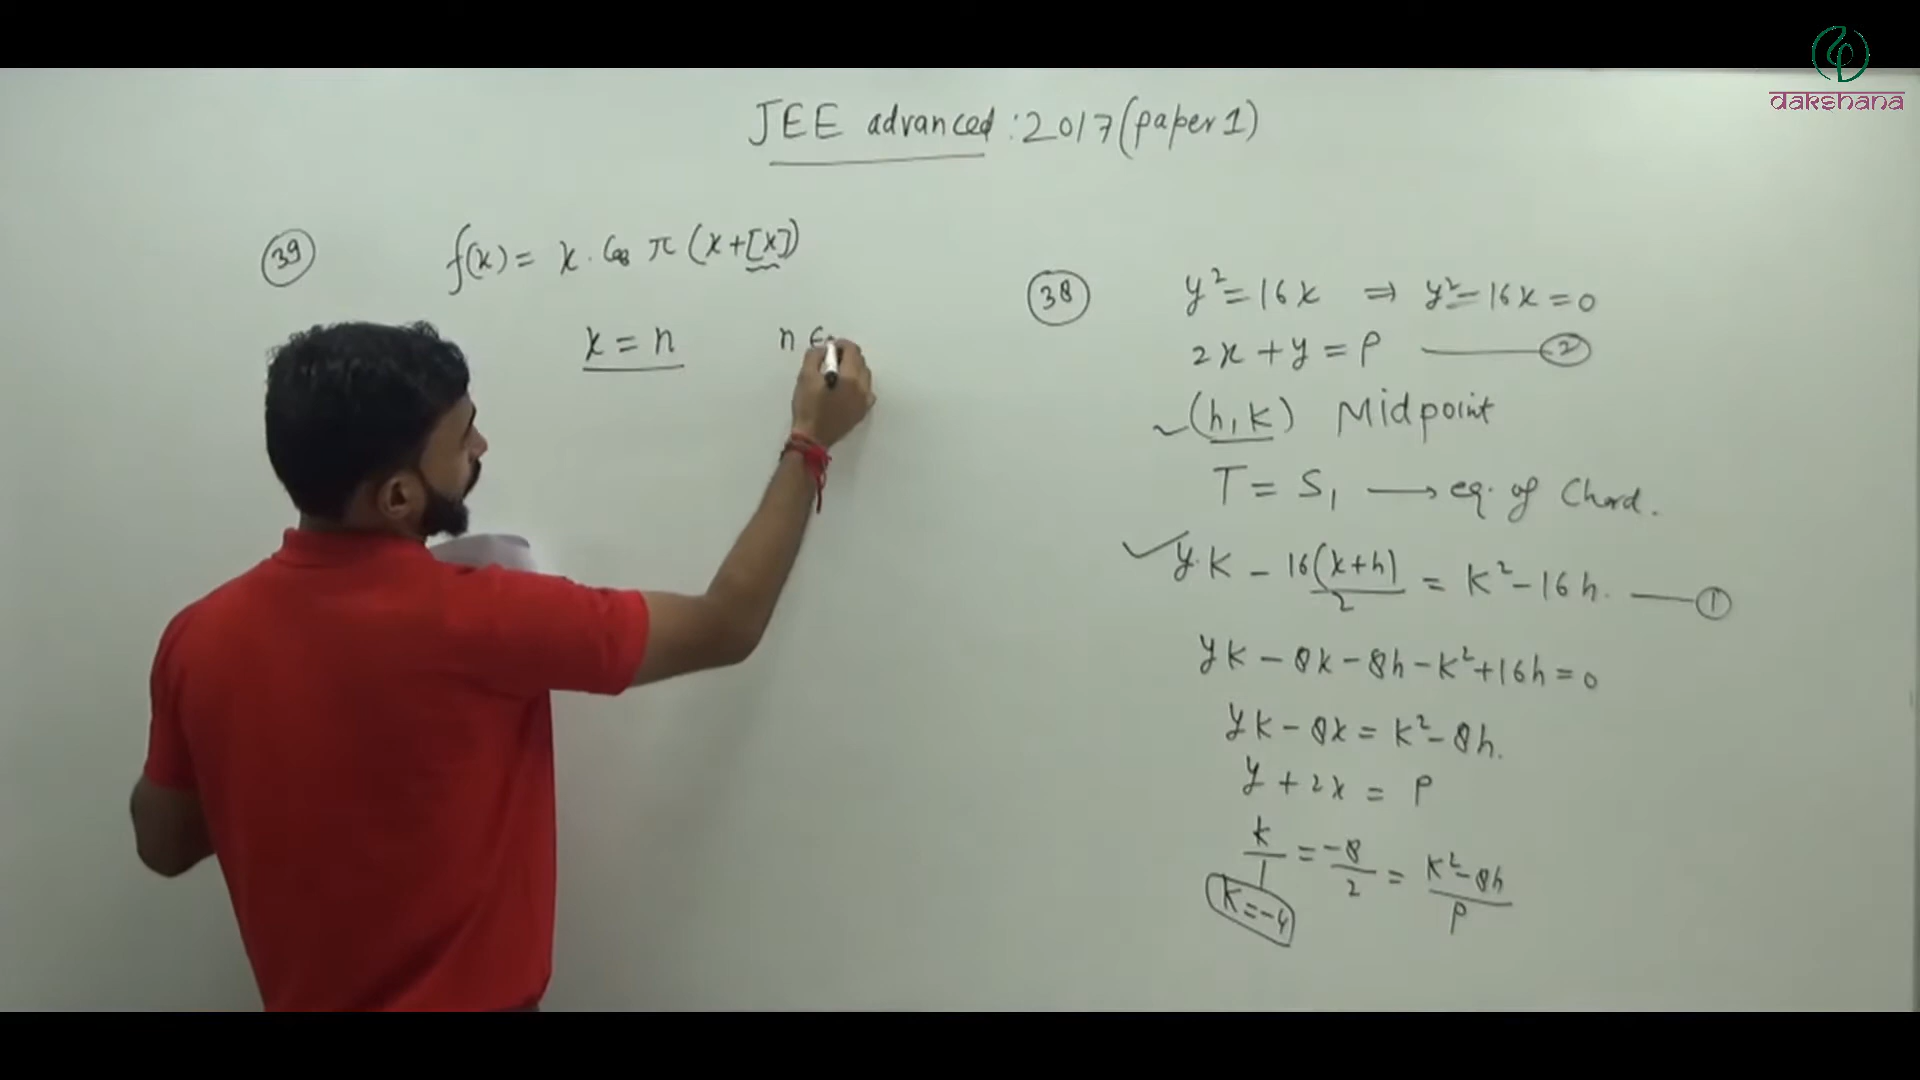 dakshana
JEE advanced : 2017 (paper 1)
39
f(x) = x . Cos π (x+[x])
x = n n ∈
38
y² = 16x ⇒ y² - 16x = 0
2x + y = P —— 2
(h, k) Midpoint
T = S₁ → eq. of Chord.
✓ y.k - 16(x+h)/2 = k² - 16h. —— 1
yk - 8x - 8h - k² + 16h = 0
yk - 8x = k² - 8h.
y + 2x = P
k/1 = -8/2 = k² - 8h/P
k = -4